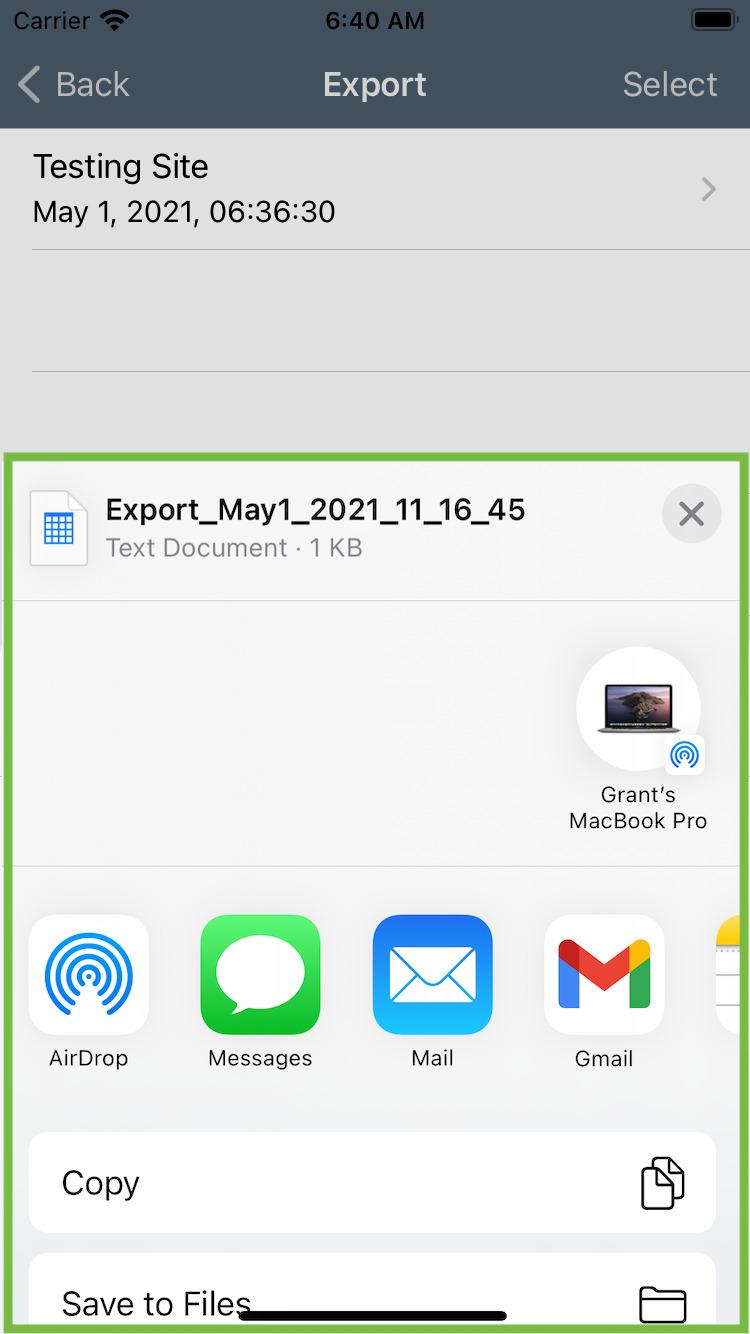 Carrier 6:40 AM
Back Export Select
Testing Site
May 1, 2021, 06:36:30
Export_May1_2021_11_16_45
Text Document · 1 KB
Grant’s
MacBook Pro
AirDrop Messages Mail Gmail
Copy
Save to Files